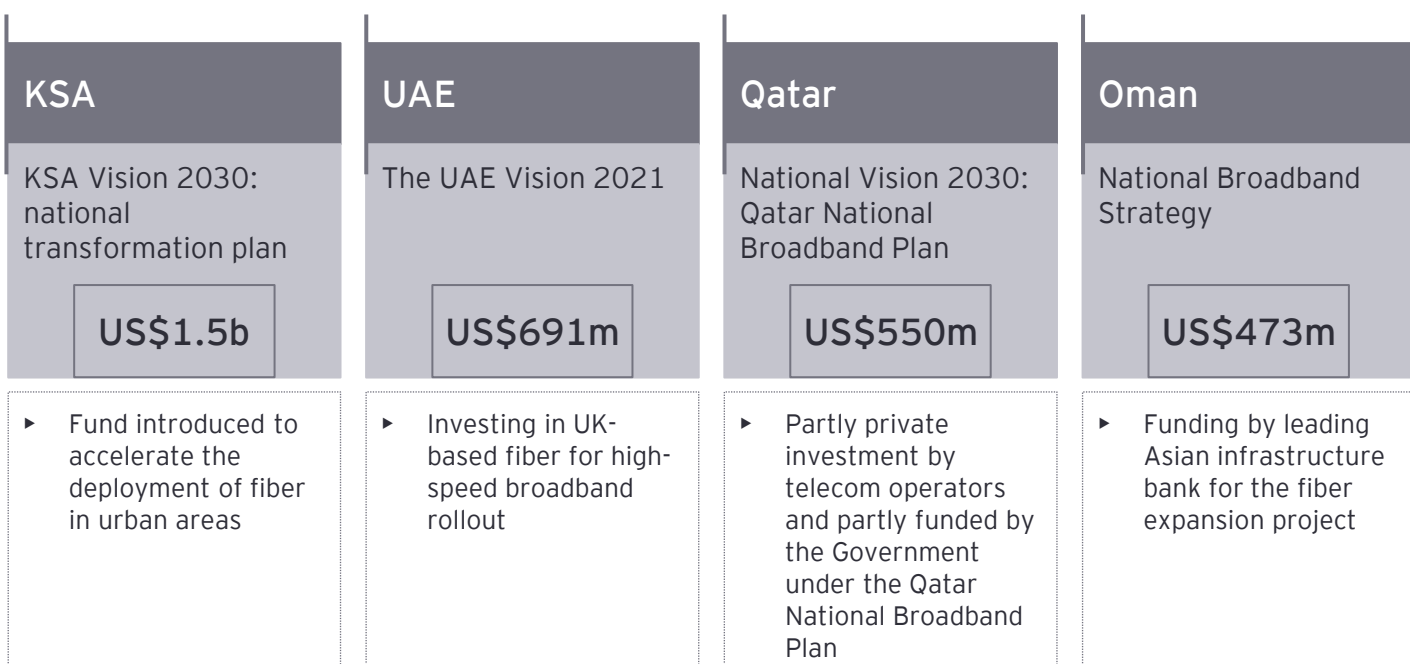 KSA
KSA Vision 2030:
national
transformation plan
US$1.5b
▸ Fund introduced to
accelerate the
deployment of fiber
in urban areas
UAE
The UAE Vision 2021
US$691m
▸ Investing in UK-
based fiber for high-
speed broadband
rollout
Qatar
National Vision 2030:
Qatar National
Broadband Plan
US$550m
▸ Partly private
investment by
telecom operators
and partly funded by
the Government
under the Qatar
National Broadband
Plan
Oman
National Broadband
Strategy
US$473m
▸ Funding by leading
Asian infrastructure
bank for the fiber
expansion project